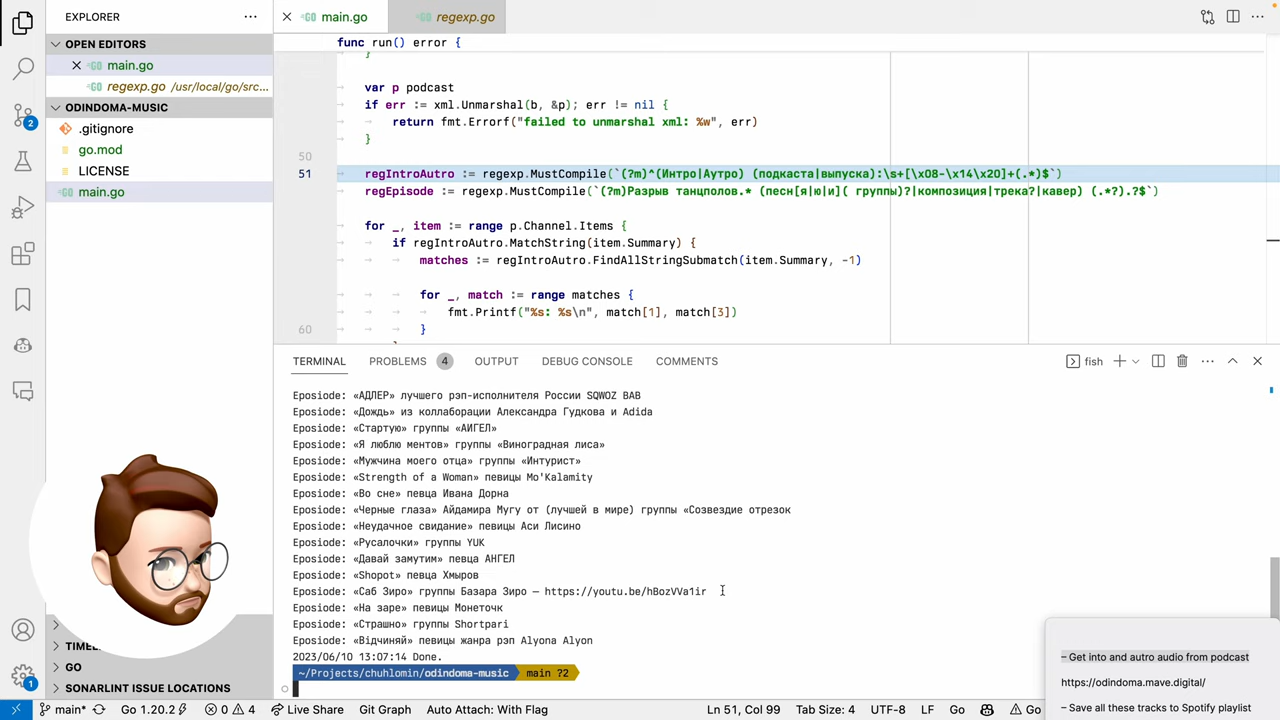 EXPLORER
main.go
regexp.go
OPEN EDITORS
main.go
regexp.go /usr/local/go/src...
ODINDOMA-MUSIC
.gitignore
go.mod
LICENSE
main.go
func run() error {
}
var p podcast
if err := xml.Unmarshal(b, &p); err != nil {
return fmt.Errorf("failed to unmarshal xml: %w", err)
}
50
51 regIntroAutro := regexp.MustCompile(`(?m)^(Интро|Аутро) (подкаста|выпуска):\s+[\x08-\x14\x20]+(.*)$`)
regEpisode := regexp.MustCompile(`(?m)Разрыв танцполов.* (песн[я|ю|и]( группы)?|композиция|трека?|кавер) (.*?).?$`)
for _, item := range p.Channel.Items {
if regIntroAutro.MatchString(item.Summary) {
matches := regIntroAutro.FindAllStringSubmatch(item.Summary, -1)
for _, match := range matches {
fmt.Printf("%s: %s\n", match[1], match[3])
60 }
TERMINAL PROBLEMS 4 OUTPUT DEBUG CONSOLE COMMENTS fish
Eposiode: «АДЛЕР» лучшего рэп-исполнителя России SQWOZ BAB
Eposiode: «Дождь» из коллаборации Александра Гудкова и Adida
Eposiode: «Стартую» группы «АИГЕЛ»
Eposiode: «Я люблю ментов» группы «Виноградная лиса»
Eposiode: «Мужчина моего отца» группы «Интурист»
Eposiode: «Strength of a Woman» певицы Mo'Kalamity
Eposiode: «Во сне» певца Ивана Дорна
Eposiode: «Черные глаза» Айдамира Мугу от (лучшей в мире) группы «Созвездие отрезок
Eposiode: «Неудачное свидание» певицы Аси Лисино
Eposiode: «Русалочки» группы YUK
Eposiode: «Давай замутим» певца АНГЕЛ
Eposiode: «Shopot» певца Хмыров
Eposiode: «Саб Зиро» группы Базара Зиро — https://youtu.be/hBozVVa1ir
Eposiode: «На заре» певицы Монеточк
Eposiode: «Страшно» группы Shortpari
Eposiode: «Відчиняй» певицы жанра рэп Alyona Alyon
2023/06/10 13:07:14 Done.
~/Projects/chuhlomin/odindoma-music main ?2
2
1
GO
SONARLINT ISSUE LOCATIONS
– Get into and autro audio from podcast
https://odindoma.mave.digital/
– Save all these tracks to Spotify playlist
main* Go 1.20.2 0 4 Live Share Git Graph Auto Attach: With Flag Ln 51, Col 99 Tab Size: 4 UTF-8 LF Go Go